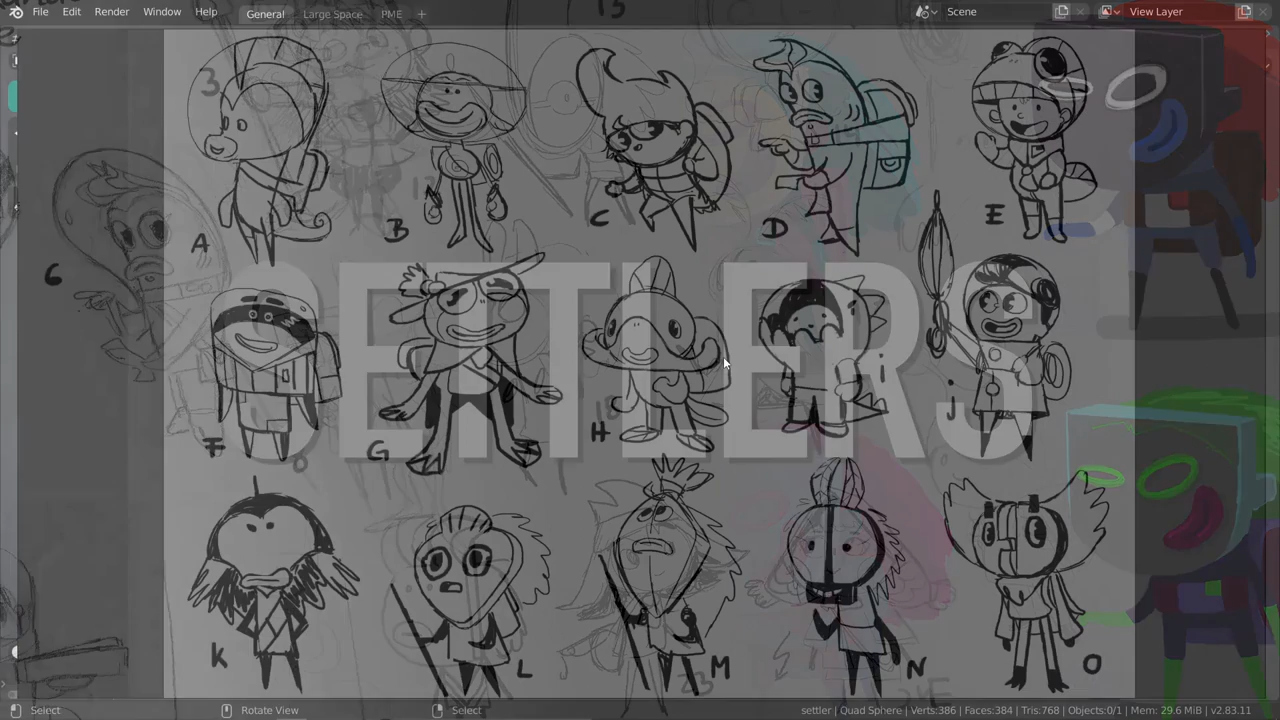 File Edit Render Window Help General Large Space PME + Scene View Layer
13
3
A B C D E
6
SETTLERS
F G H i j
K L M N O
Select Rotate View Select settler | Quad Sphere | Verts:386 | Faces:384 | Tris:768 | Objects:0/1 | Mem: 29.6 MiB | v2.83.11